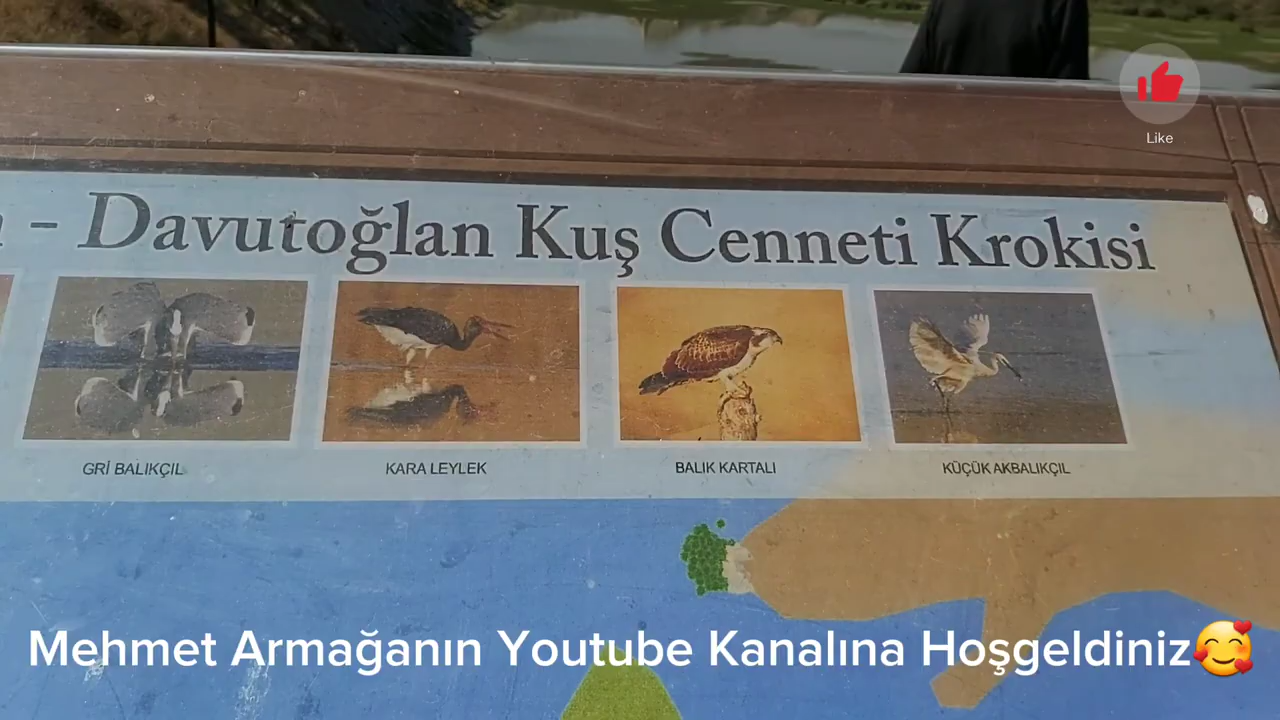 - Davutoğlan Kuş Cenneti Krokisi
GRİ BALIKÇIL
KARA LEYLEK
BALIK KARTALI
KÜÇÜK AKBALIKÇIL
Like
Mehmet Armağanın Youtube Kanalına Hoşgeldiniz🥰